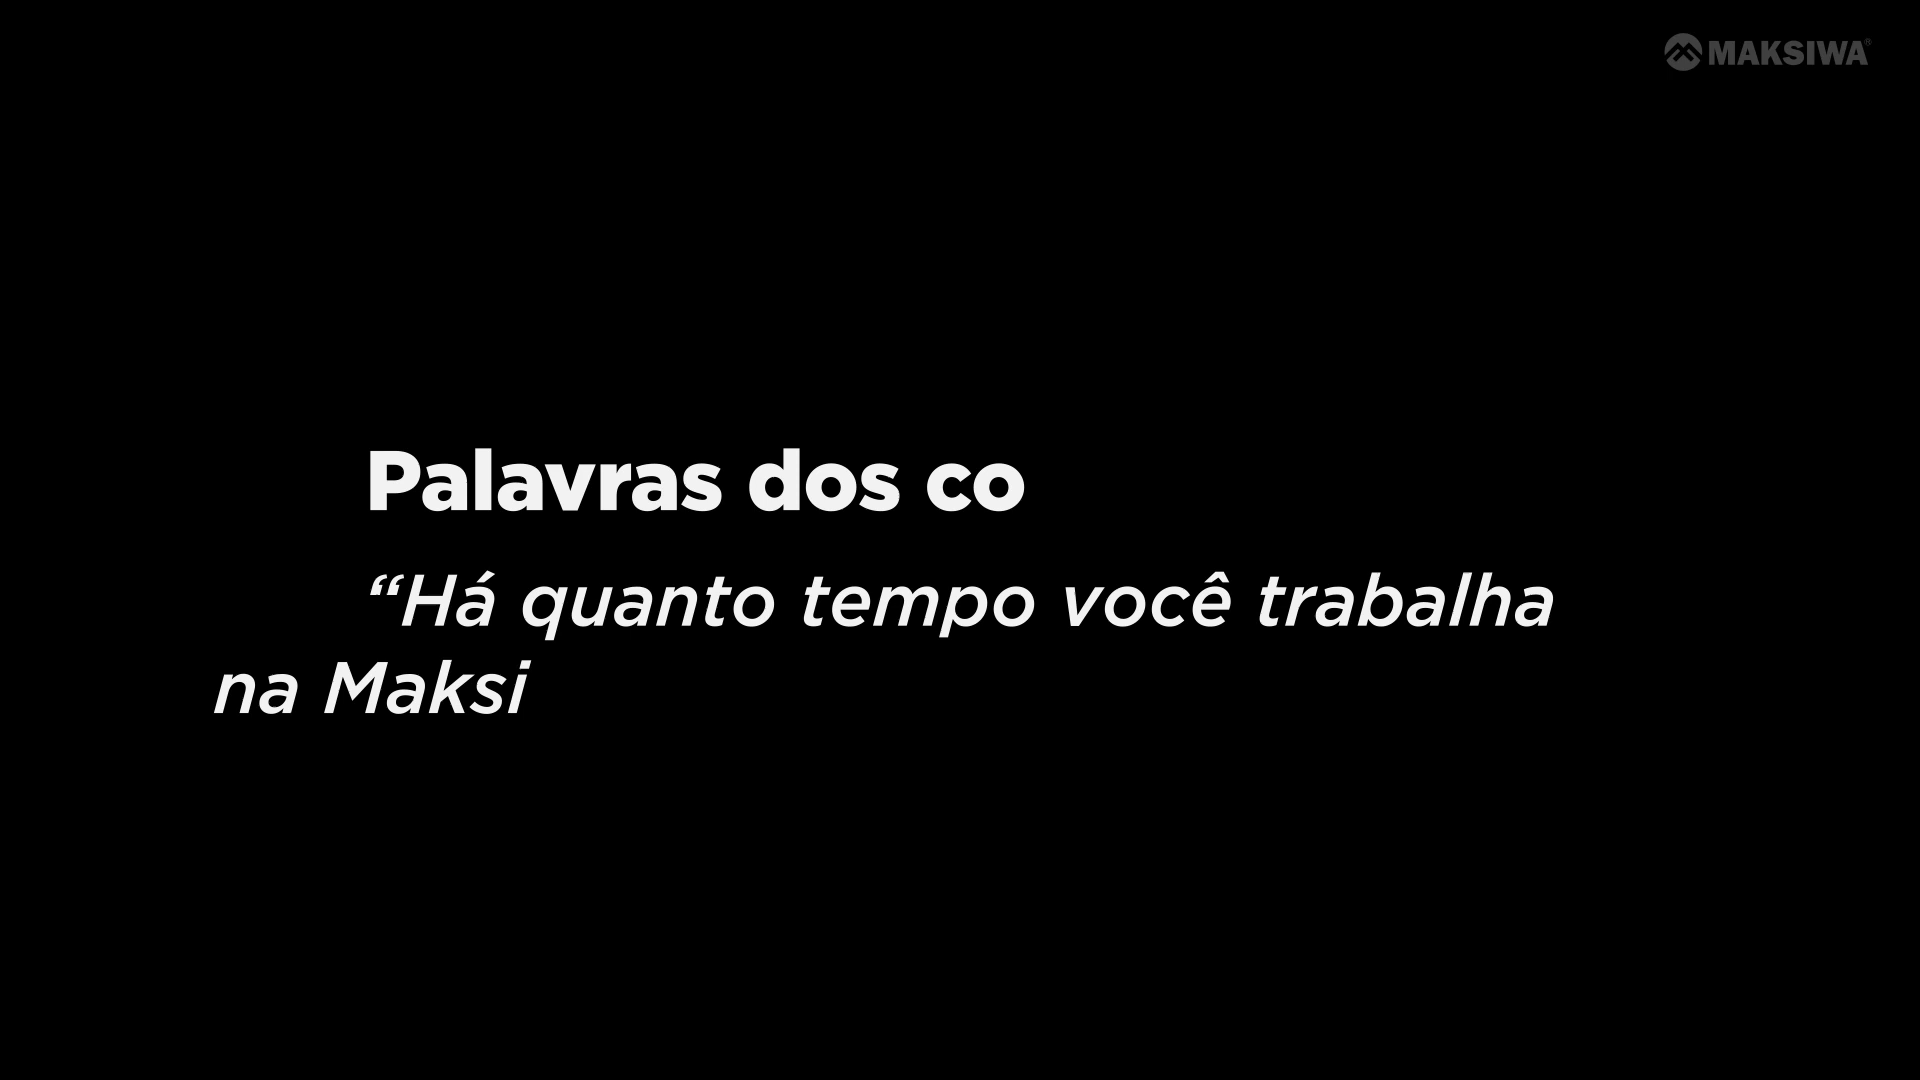 MAKSIWA®
Palavras dos co
“Há quanto tempo você trabalha
na Maksi